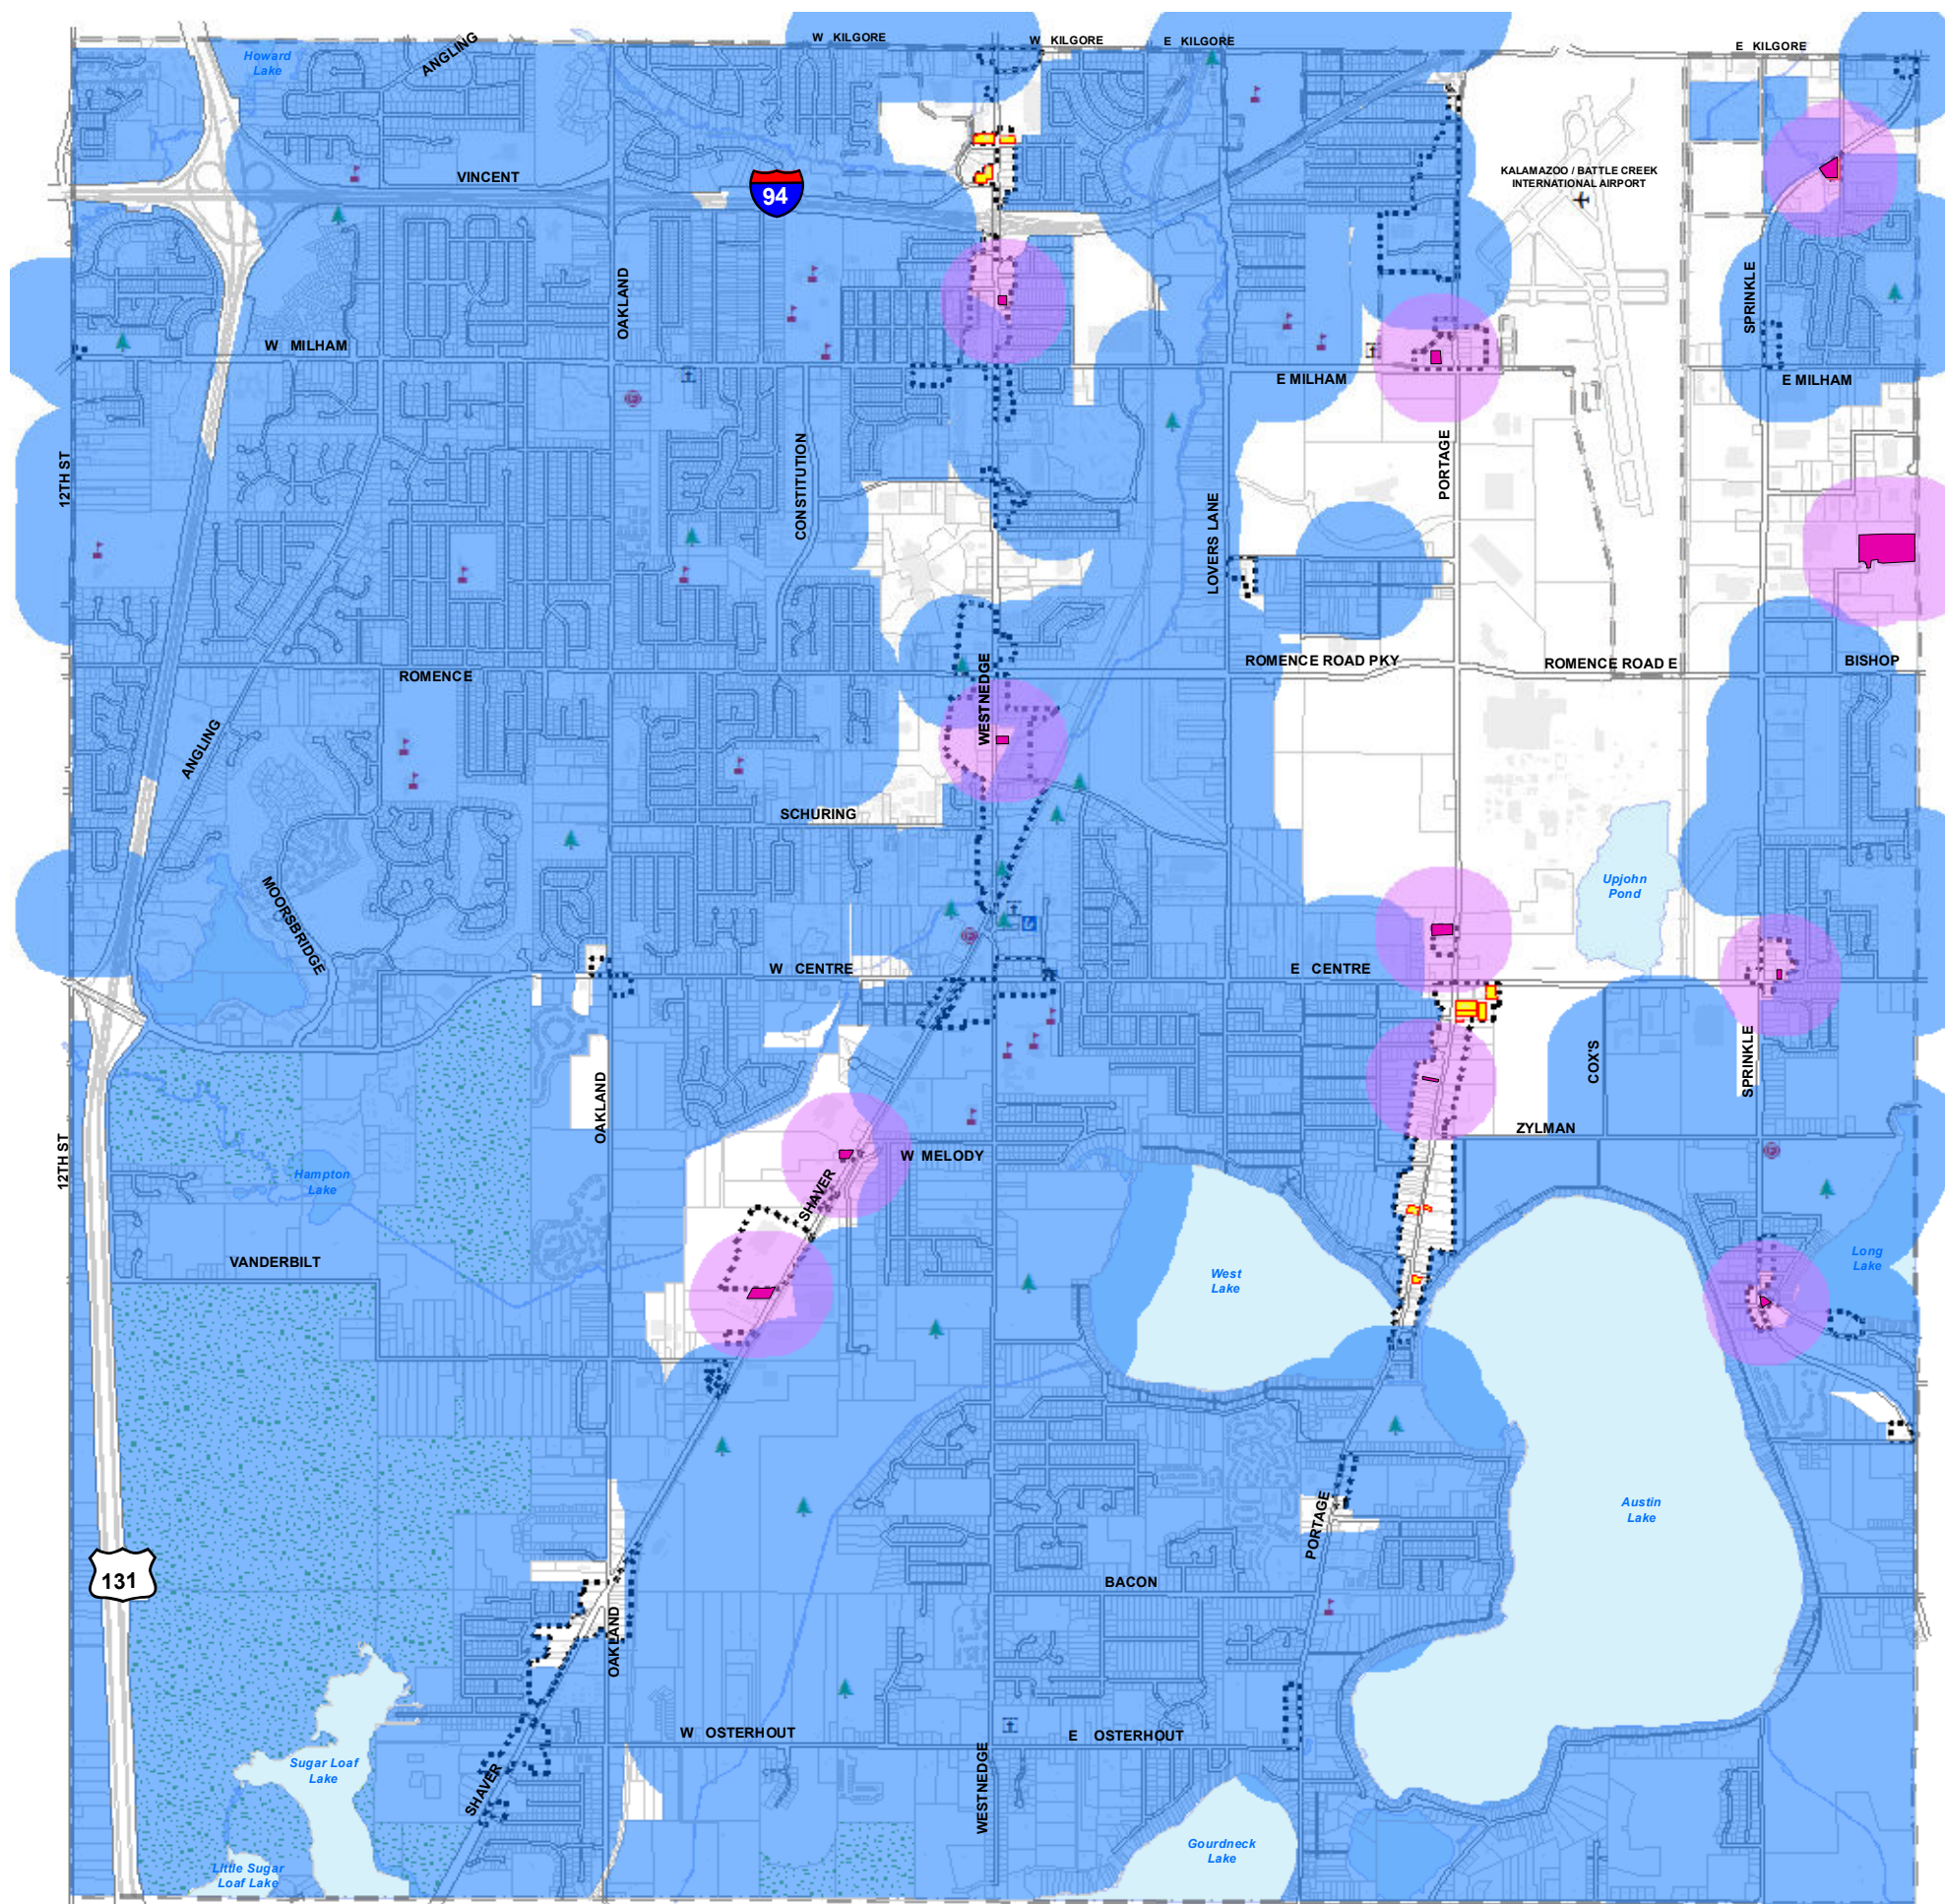 W KILGORE
W KILGORE
E KILGORE
E KILGORE
Howard
Lake
ANGLING
VINCENT
94
KALAMAZOO / BATTLE CREEK
INTERNATIONAL AIRPORT
OAKLAND
SPRINKLE
W MILHAM
E MILHAM
E MILHAM
12TH ST
CONSTITUTION
PORTAGE
LOVERS LANE
ROMENCE
WESTNEDGE
ROMENCE ROAD PKY
ROMENCE ROAD E
BISHOP
ANGLING
SCHURING
MOORSBRIDGE
Upjohn
Pond
W CENTRE
E CENTRE
OAKLAND
COX'S
SPRINKLE
12TH ST
ZYLMAN
W MELODY
Hampton
Lake
SHAVER
VANDERBILT
West
Lake
Long
Lake
Austin
Lake
PORTAGE
131
BACON
OAKLAND
W OSTERHOUT
E OSTERHOUT
Sugar Loaf
Lake
SHAVER
WESTNEDGE
Gourdneck
Lake
Little Sugar
Loaf Lake